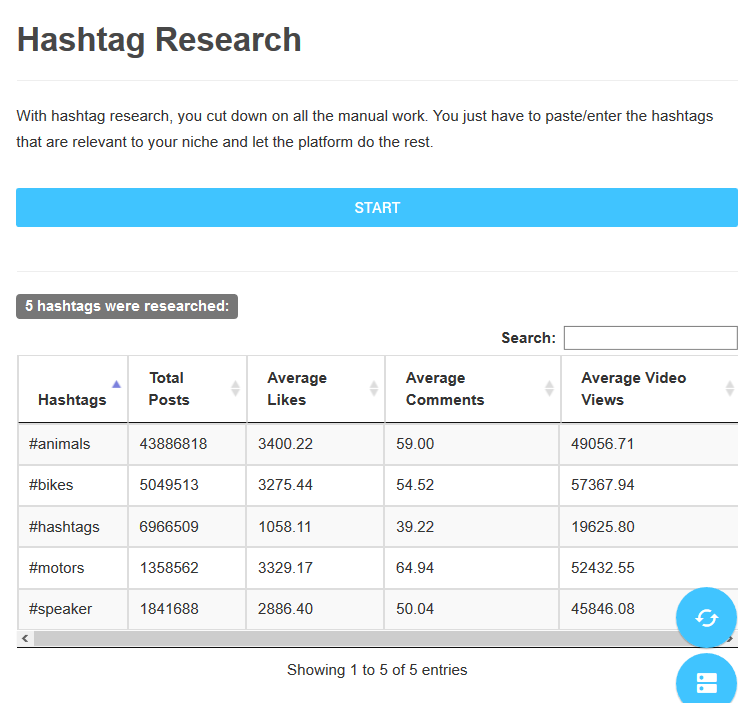 Hashtag Research
With hashtag research, you cut down on all the manual work. You just have to paste/enter the hashtags
that are relevant to your niche and let the platform do the rest.
START
5 hashtags were researched:
Search:
Hashtags Total Posts Average Likes Average Comments Average Video Views
#animals 43886818 3400.22 59.00 49056.71
#bikes 5049513 3275.44 54.52 57367.94
#hashtags 6966509 1058.11 39.22 19625.80
#motors 1358562 3329.17 64.94 52432.55
#speaker 1841688 2886.40 50.04 45846.08
Showing 1 to 5 of 5 entries